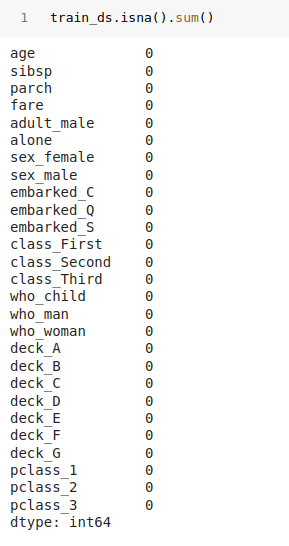 1 train_ds.isna().sum()
age 0
sibsp 0
parch 0
fare 0
adult_male 0
alone 0
sex_female 0
sex_male 0
embarked_C 0
embarked_Q 0
embarked_S 0
class_First 0
class_Second 0
class_Third 0
who_child 0
who_man 0
who_woman 0
deck_A 0
deck_B 0
deck_C 0
deck_D 0
deck_E 0
deck_F 0
deck_G 0
pclass_1 0
pclass_2 0
pclass_3 0
dtype: int64